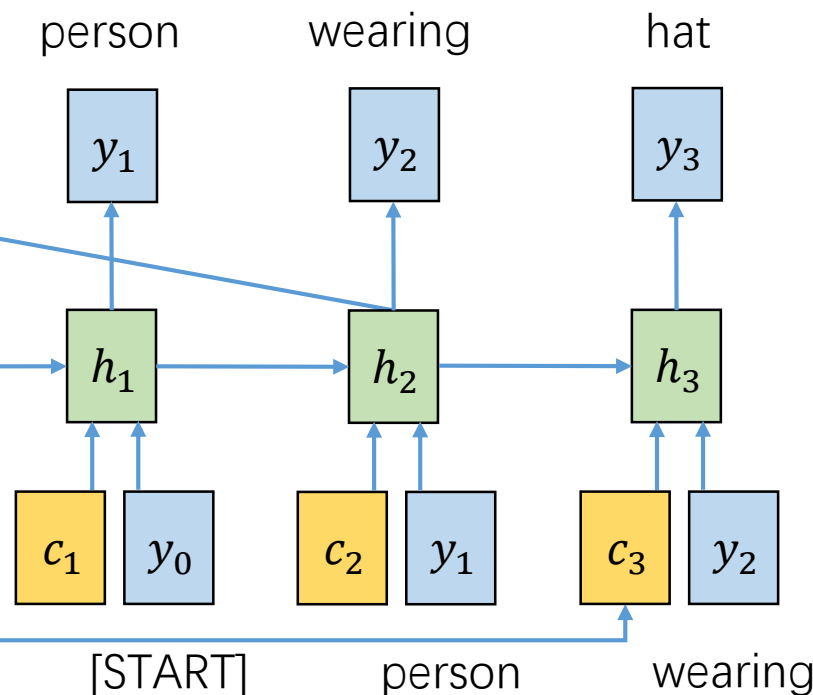 person wearing hat
y₁ y₂ y₃
h₁ h₂ h₃
c₁ y₀ c₂ y₁ c₃ y₂
[START] person wearing